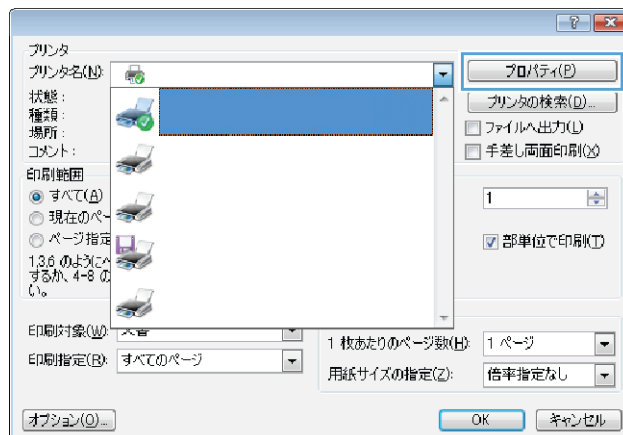 ?
プリンタ
プリンタ名(N):
プロパティ(P)
状態：
プリンタの検索(D)...
種類：
ファイルへ出力(L)
場所：
コメント：
手差し両面印刷(X)
印刷範囲
すべて(A)
1
現在のペー
ページ指定
部単位で印刷(T)
1,3,6 のようにペ
するか、4-8 の
い。
印刷対象(W):
1 枚あたりのページ数(H):
1 ページ
印刷指定(R):
すべてのページ
用紙サイズの指定(Z):
倍率指定なし
オプション(O)...
OK
キャンセル